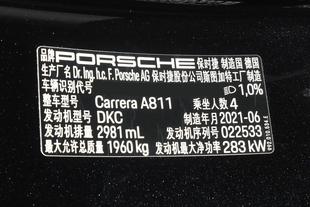 品牌 PORSCHE 保时捷 制造国 德国
生产厂名 Dr. Ing. h.c. F. Porsche AG 保时捷股份公司斯图加特工厂制造
车辆识别代号 1,0%
整车型号 Carrera A811 乘坐人数 4
发动机型号 DKC 制造年月 2021-06
发动机排量 2981 mL 发动机序列号 022533
最大允许总质量 1960 kg 发动机最大净功率 283 kW